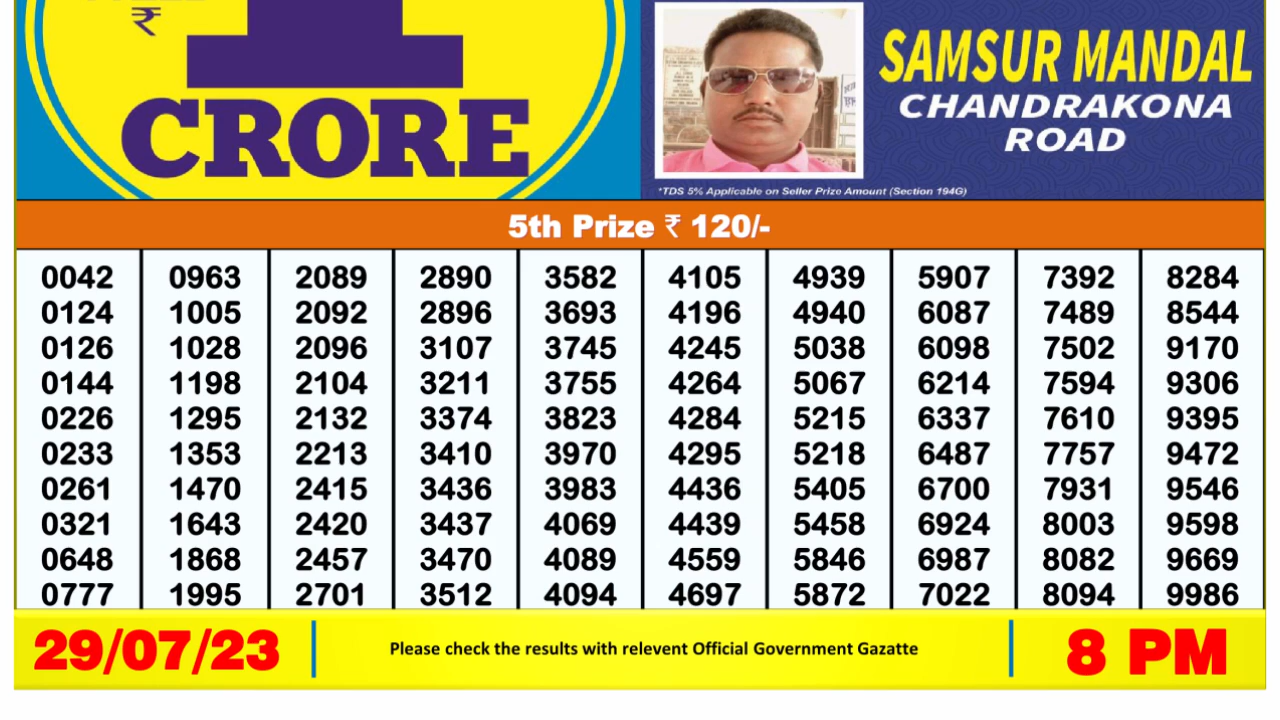 ₹
1
CRORE
SAMSUR MANDAL
CHANDRAKONA
ROAD
*TDS 5% Applicable on Seller Prize Amount (Section 194G)
5th Prize ₹ 120/-
0042 0963 2089 2890 3582 4105 4939 5907 7392 8284
0124 1005 2092 2896 3693 4196 4940 6087 7489 8544
0126 1028 2096 3107 3745 4245 5038 6098 7502 9170
0144 1198 2104 3211 3755 4264 5067 6214 7594 9306
0226 1295 2132 3374 3823 4284 5215 6337 7610 9395
0233 1353 2213 3410 3970 4295 5218 6487 7757 9472
0261 1470 2415 3436 3983 4436 5405 6700 7931 9546
0321 1643 2420 3437 4069 4439 5458 6924 8003 9598
0648 1868 2457 3470 4089 4559 5846 6987 8082 9669
0777 1995 2701 3512 4094 4697 5872 7022 8094 9986
29/07/23
Please check the results with relevent Official Government Gazatte
8 PM